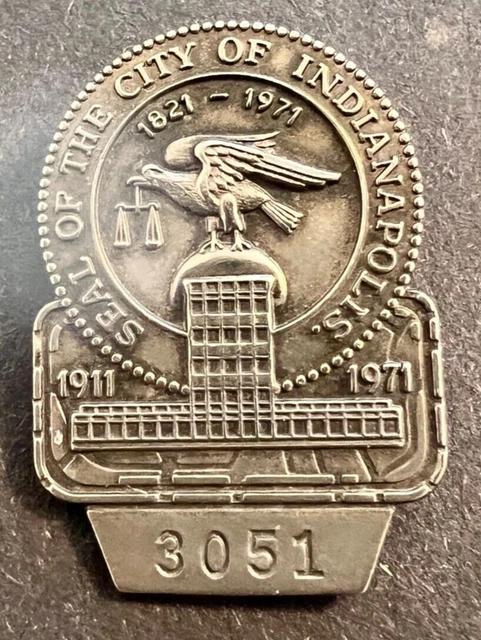 SEAL OF THE CITY OF INDIANAPOLIS.
1821 - 1971
1911 1971
3051